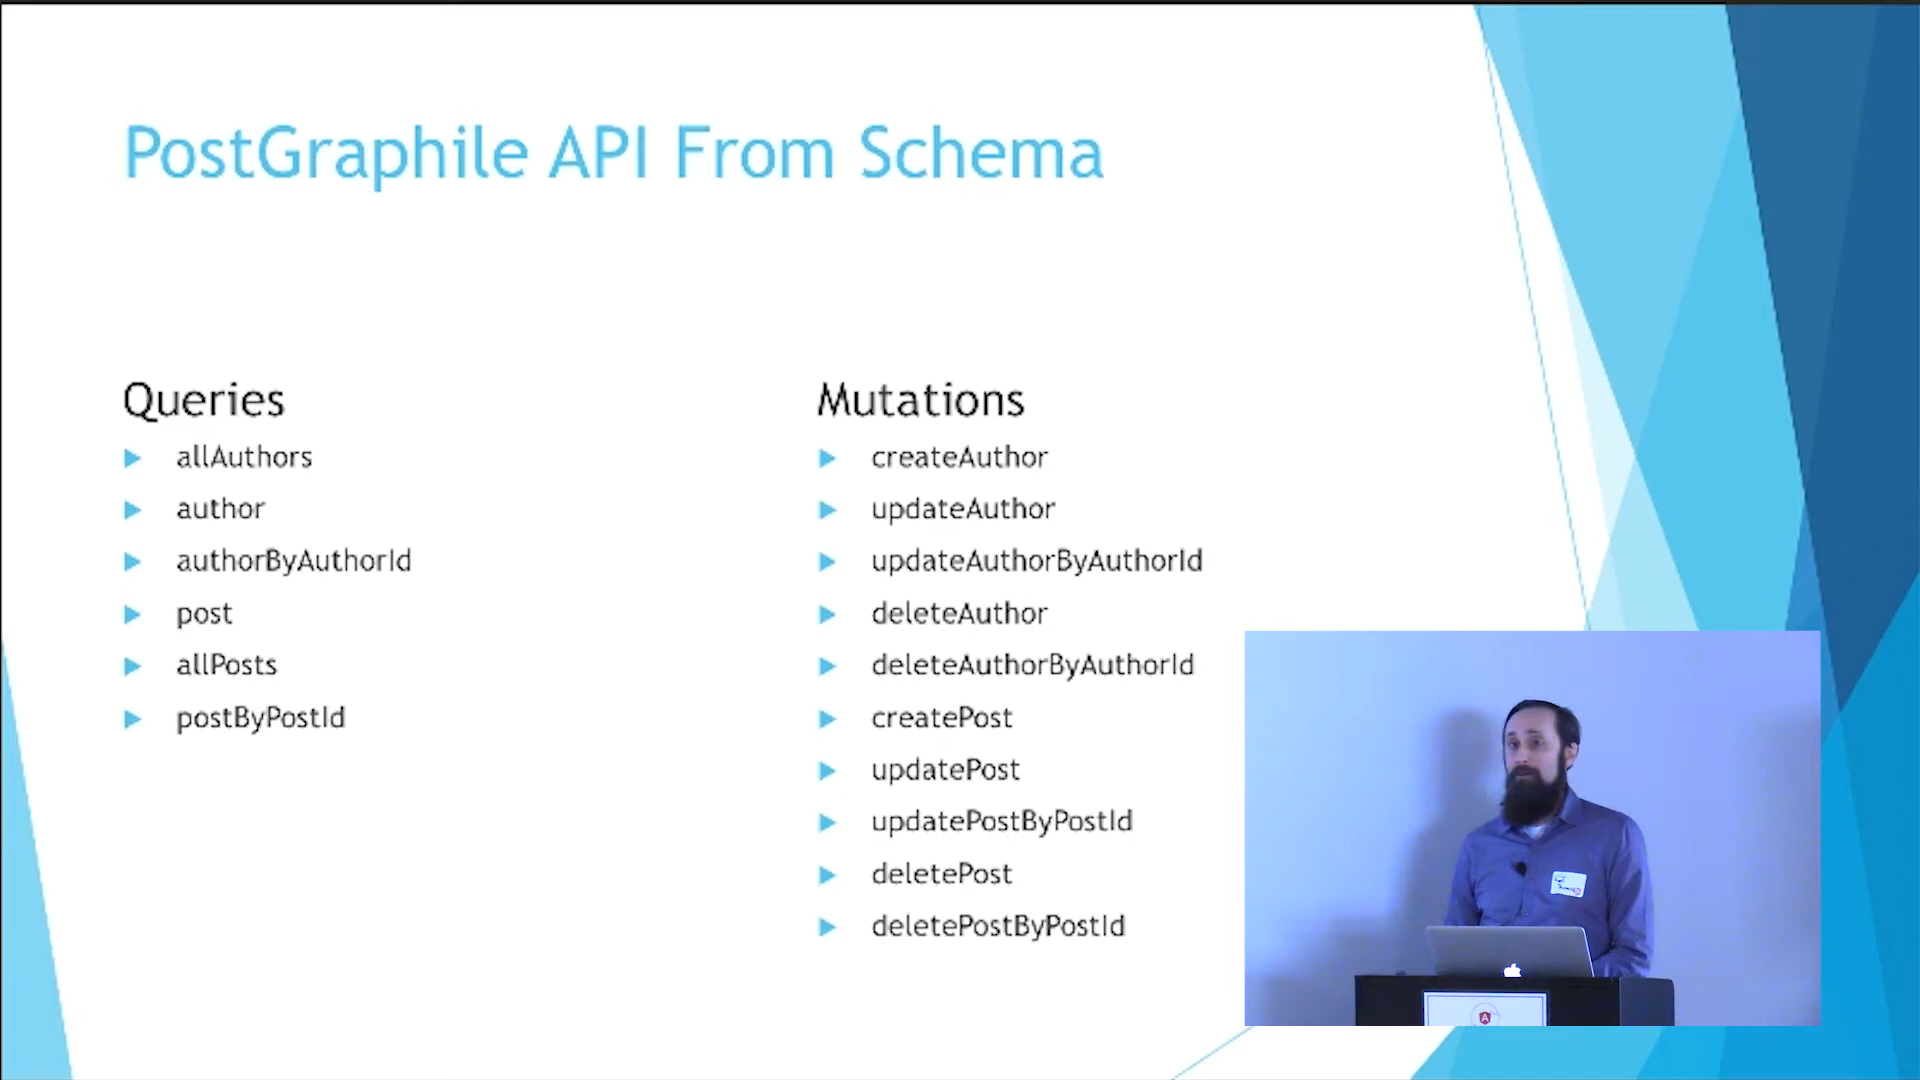 PostGraphile API From Schema
Queries
allAuthors
author
authorByAuthorId
post
allPosts
postByPostId
Mutations
createAuthor
updateAuthor
updateAuthorByAuthorId
deleteAuthor
deleteAuthorByAuthorId
createPost
updatePost
updatePostByPostId
deletePost
deletePostByPostId